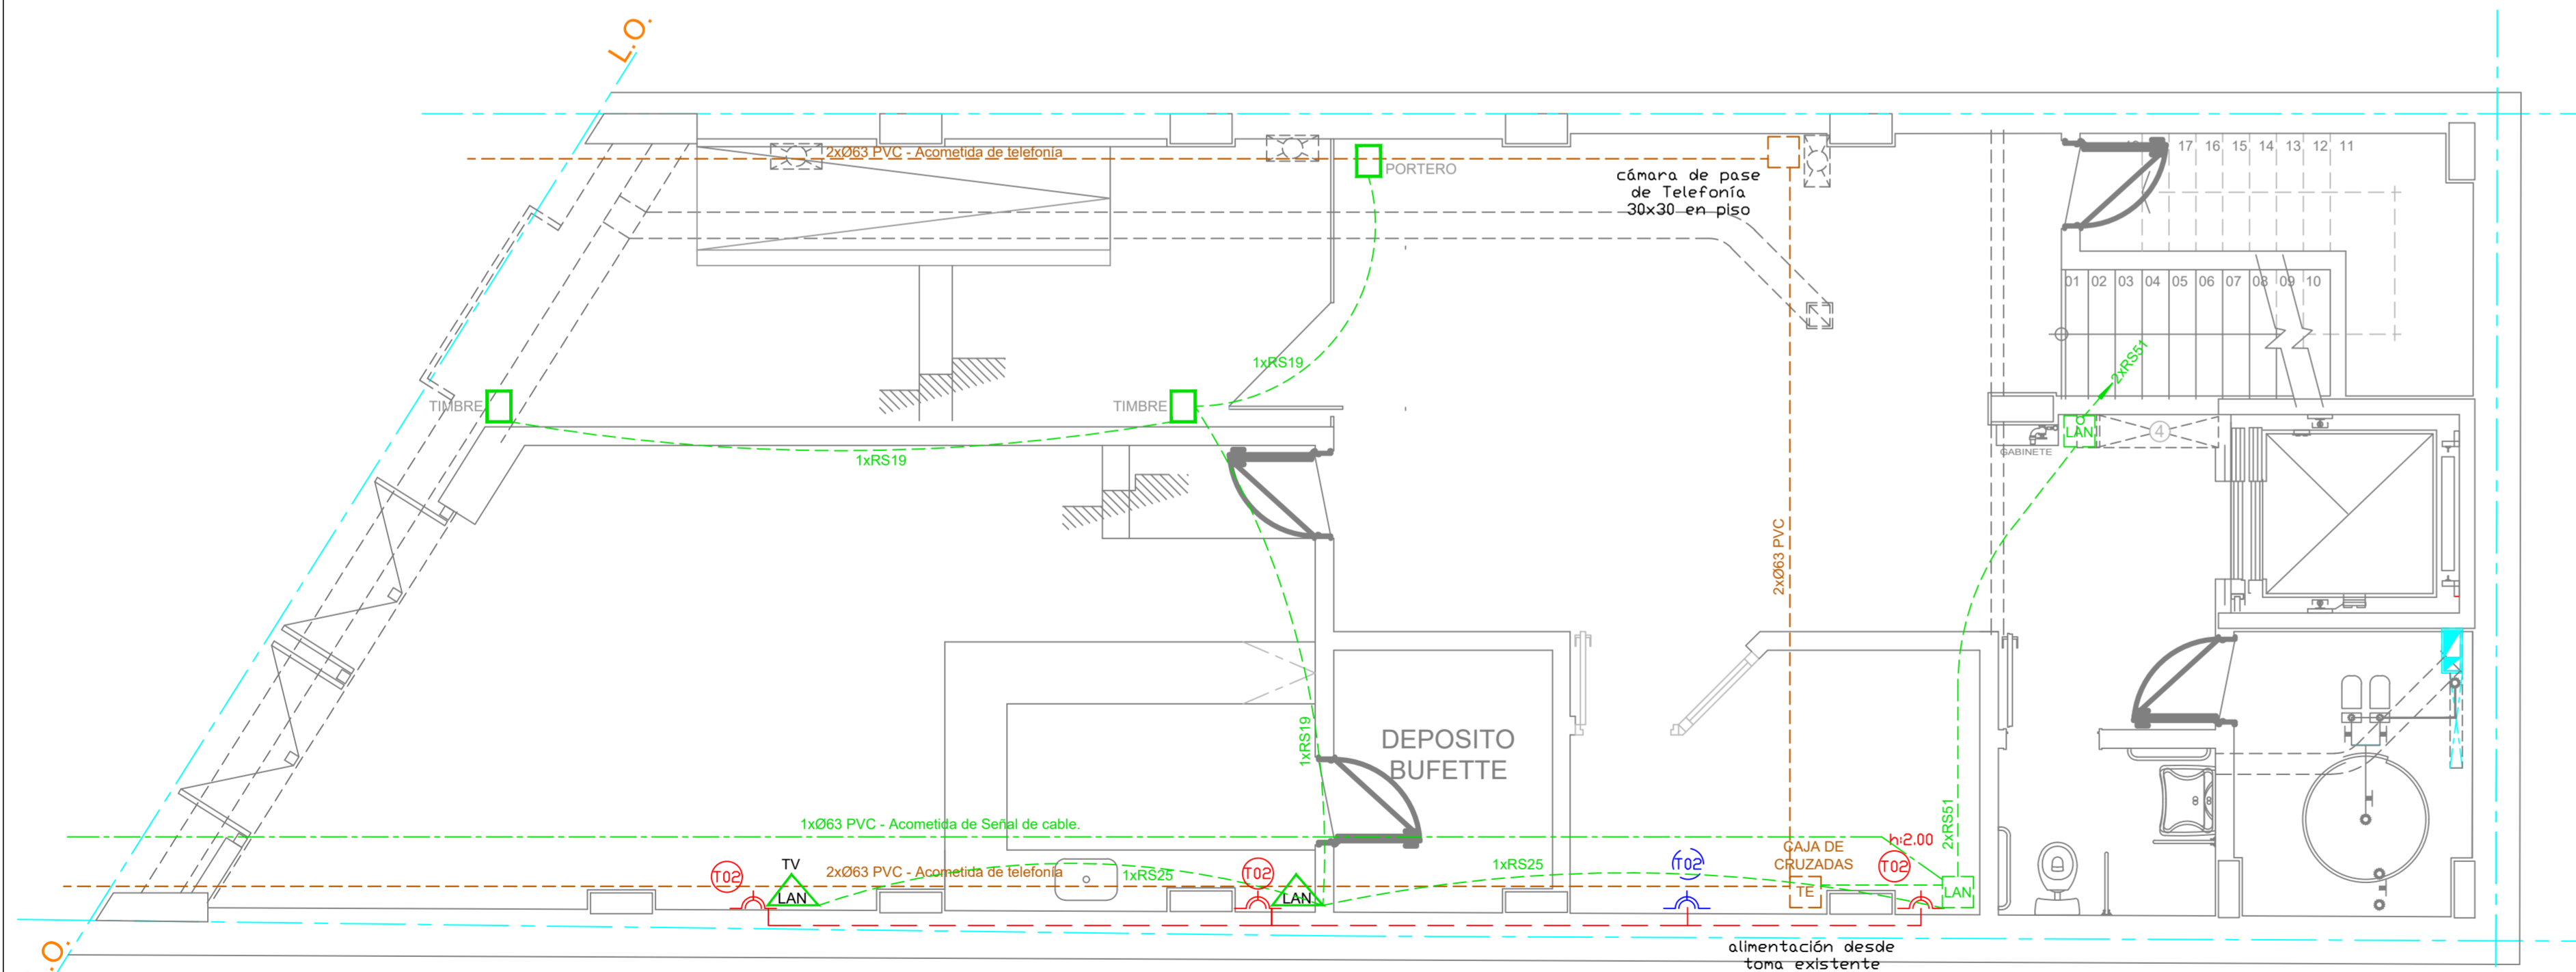 L.O.
2xØ63 PVC - Acometida de telefonía
PORTERO
cámara de pase
de Telefonía
30x30 en piso
17 16 15 14 13 12 11
01 02 03 04 05 06 07 08 09 10
1xRS19
2xRS51
TIMBRE
TIMBRE
LAN
4
GABINETE
1xRS19
2xØ63 PVC
1xRS19
DEPOSITO
BUFETTE
1xØ63 PVC - Acometida de Señal de cable.
2xRS51
h:2.00
CAJA DE
CRUZADAS
TV
T02
LAN
2xØ63 PVC - Acometida de telefonía
1xRS25
T02
LAN
1xRS25
T02
TE
T02
LAN
alimentación desde
toma existente